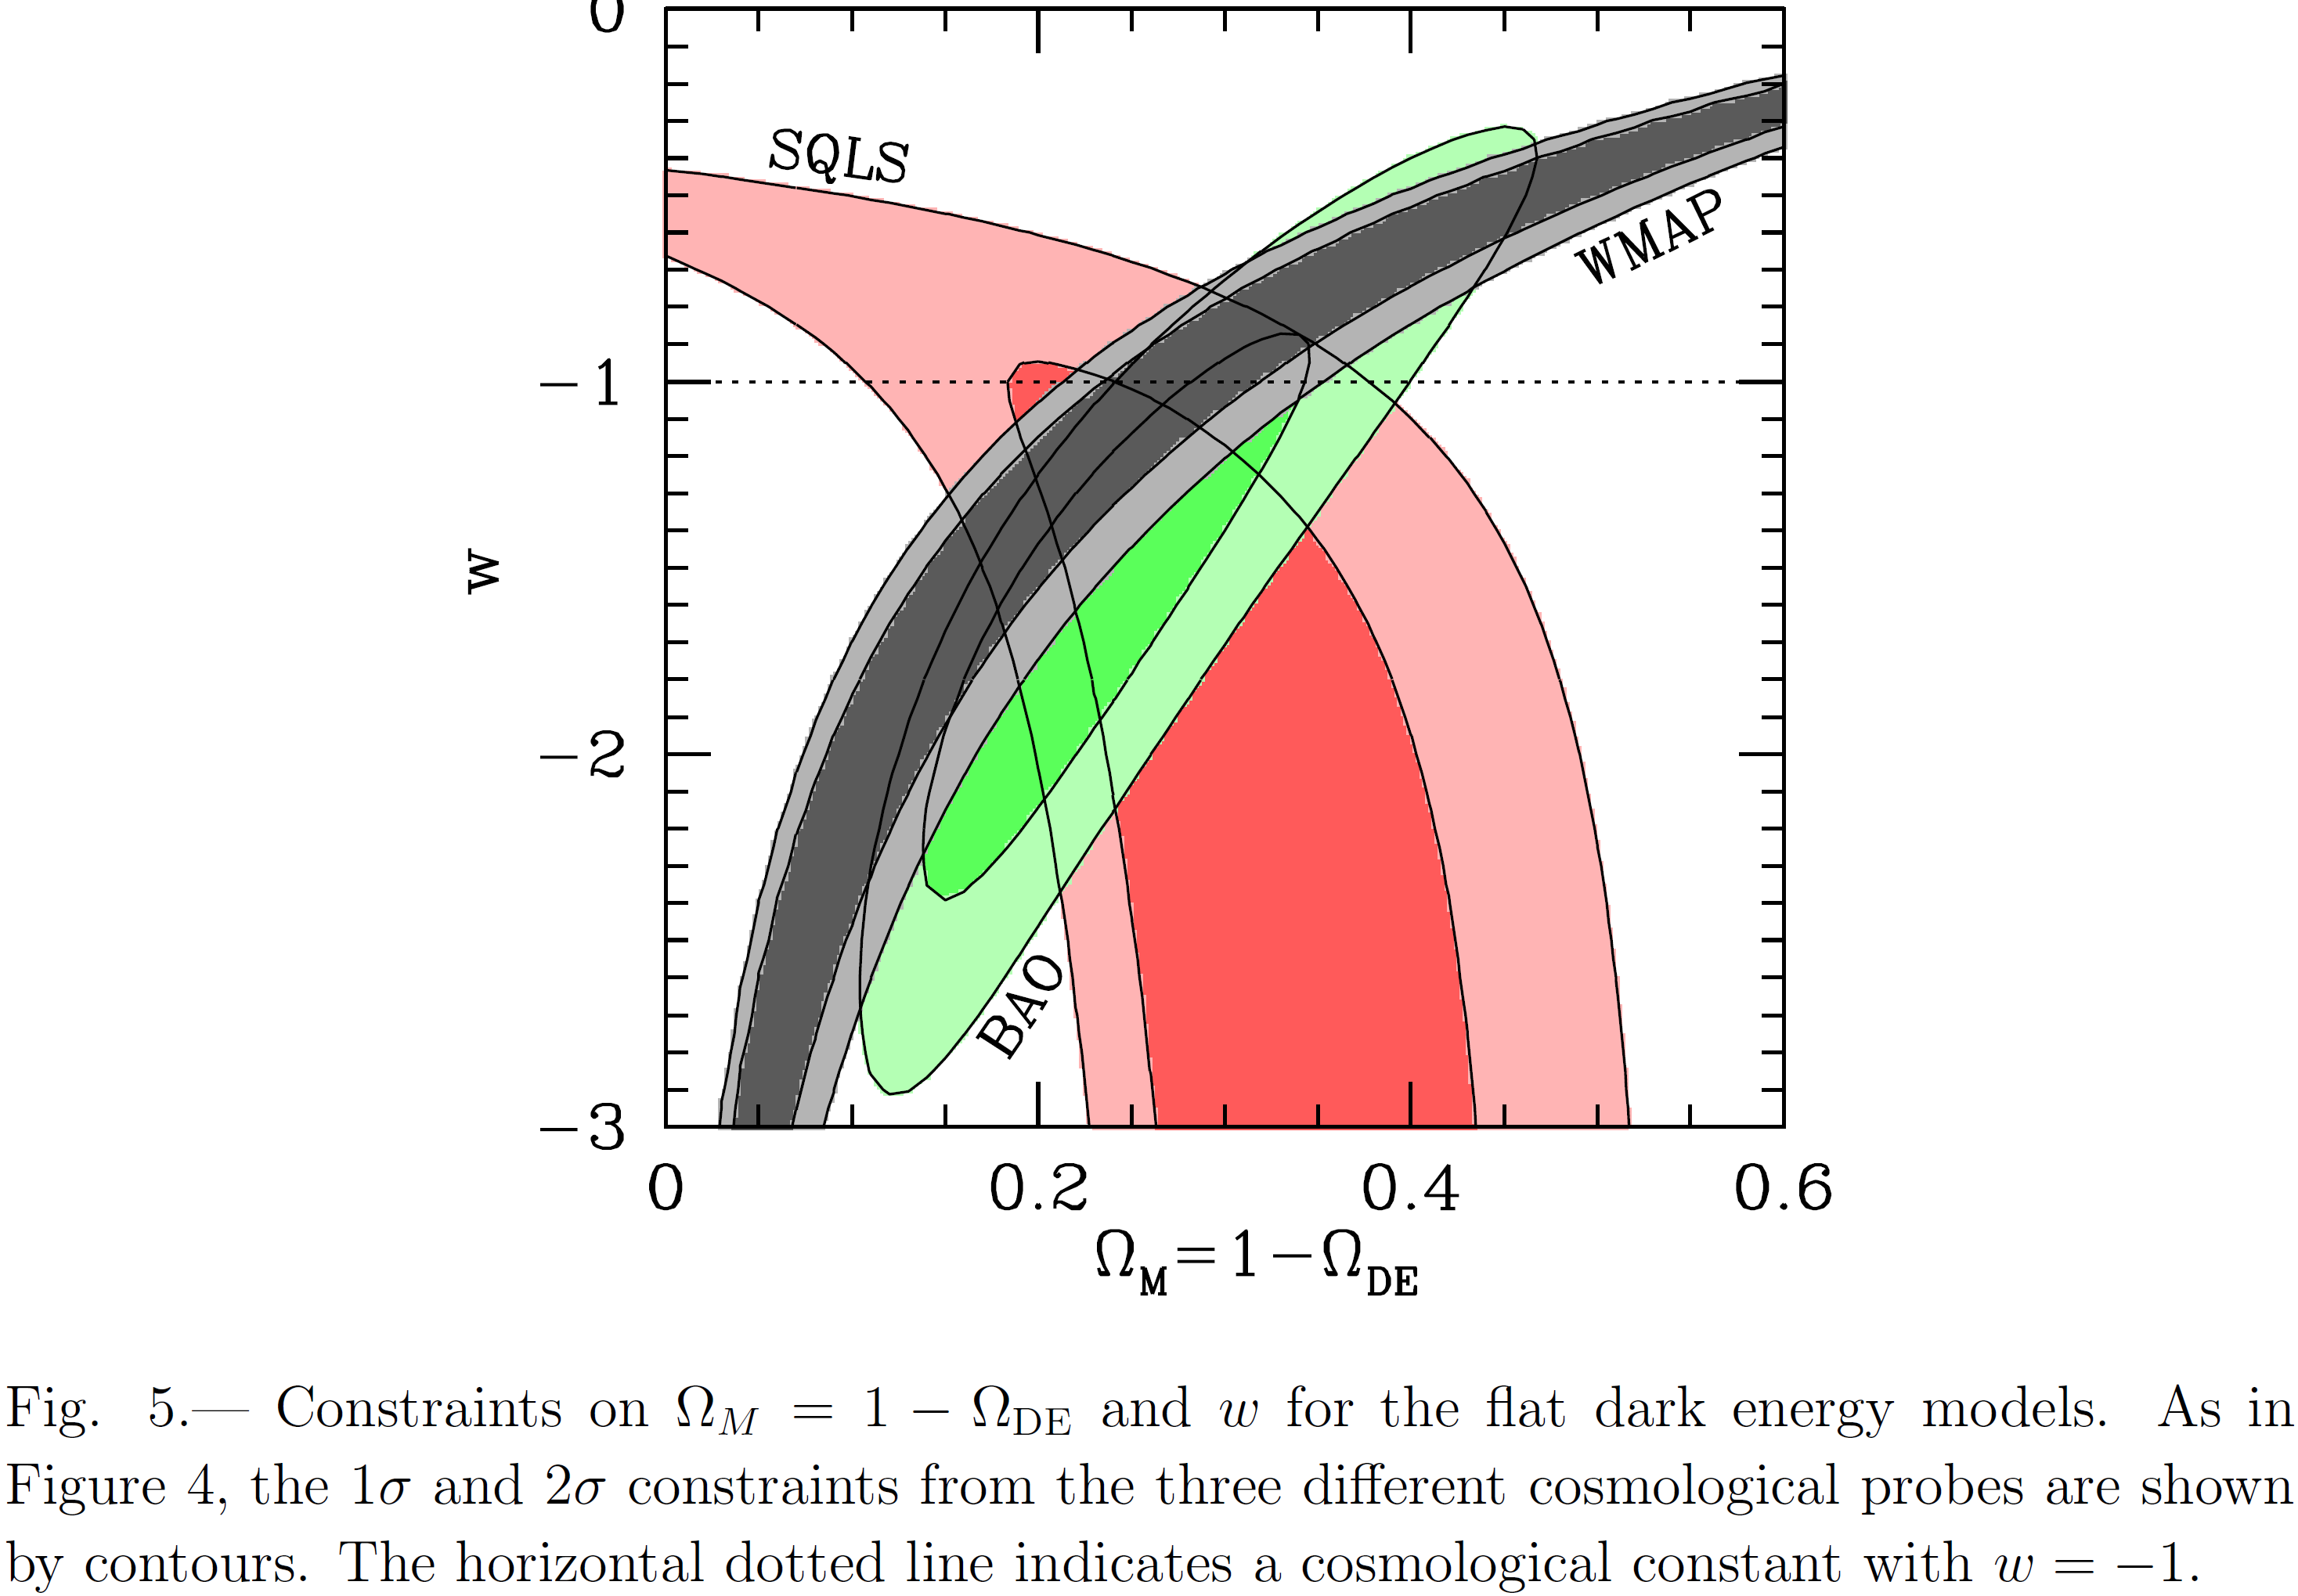 0
SQLS
WMAP
−1
w
−2
BAO
−3
0 0.2 0.4 0.6
Ω_M=1−Ω_DE
Fig. 5.— Constraints on Ω_M = 1 − Ω_DE and w for the flat dark energy models. As in
Figure 4, the 1σ and 2σ constraints from the three different cosmological probes are shown
by contours. The horizontal dotted line indicates a cosmological constant with w = −1.